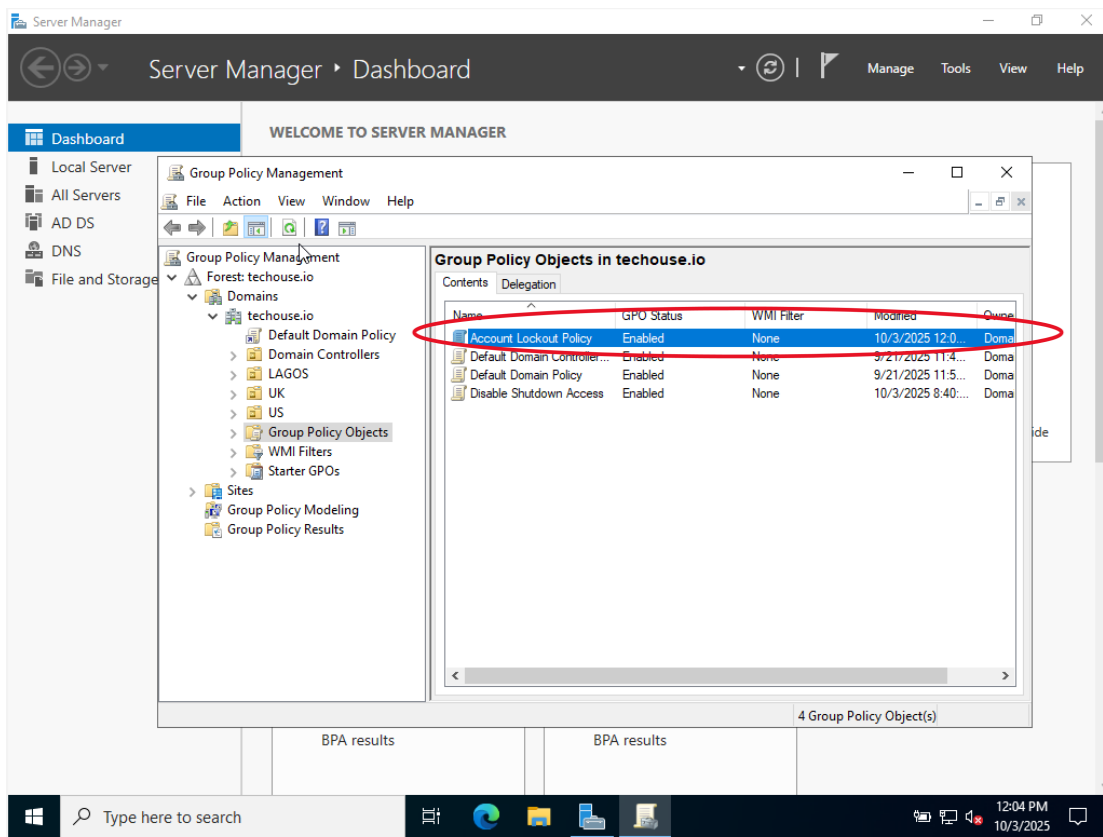 Server Manager
Server Manager • Dashboard
Manage Tools View Help
Dashboard
Local Server
All Servers
AD DS
DNS
File and Storage
WELCOME TO SERVER MANAGER
Group Policy Management
File Action View Window Help
Group Policy Management
Forest: techouse.io
Domains
techouse.io
Default Domain Policy
Domain Controllers
LAGOS
UK
US
Group Policy Objects
WMI Filters
Starter GPOs
Sites
Group Policy Modeling
Group Policy Results
Group Policy Objects in techouse.io
Contents Delegation
Name GPO Status WMI Filter Modified Owne
Account Lockout Policy Enabled None 10/3/2025 12:0... Doma
Default Domain Controller... Enabled None 9/21/2025 11:4... Doma
Default Domain Policy Enabled None 9/21/2025 11:5... Doma
Disable Shutdown Access Enabled None 10/3/2025 8:40:... Doma
ide
4 Group Policy Object(s)
BPA results BPA results
Type here to search
12:04 PM
10/3/2025